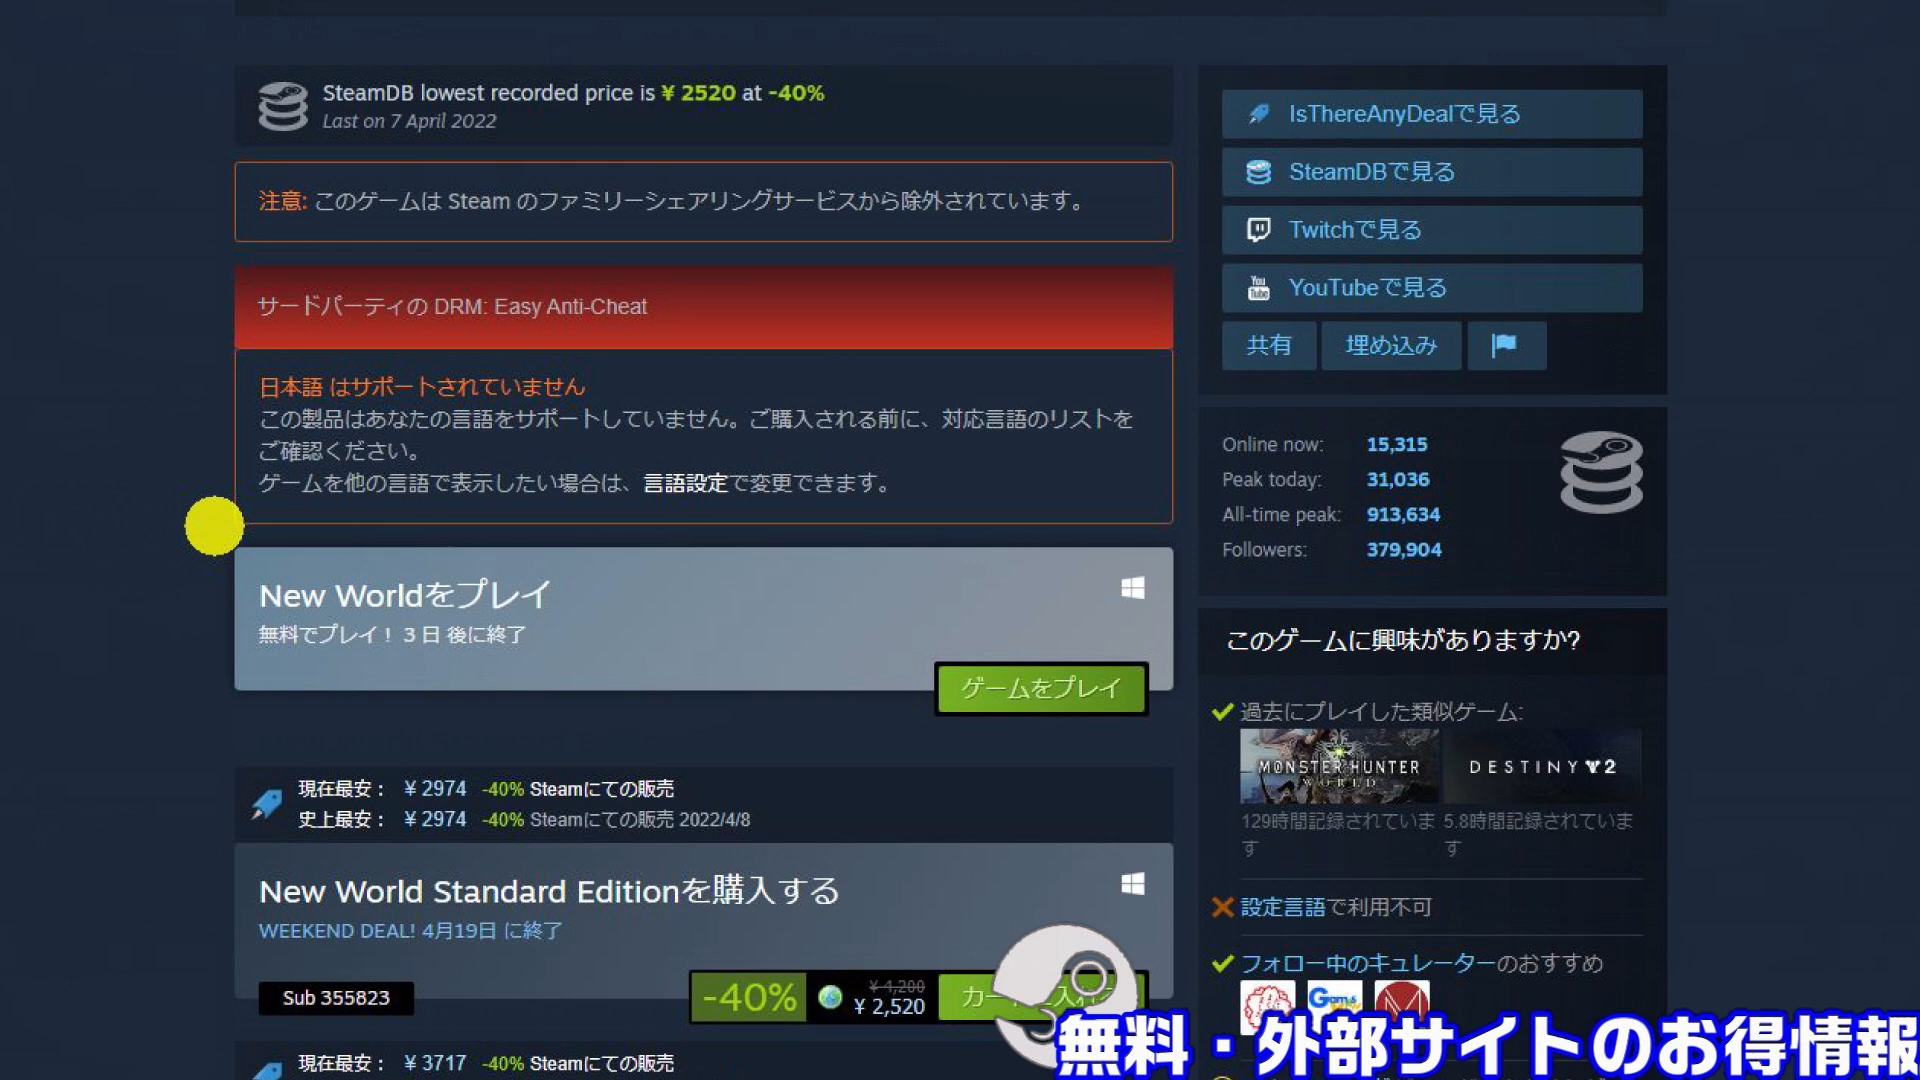 SteamDB lowest recorded price is ¥ 2520 at -40%
Last on 7 April 2022
注意: このゲームは Steam のファミリーシェアリングサービスから除外されています。
サードパーティの DRM: Easy Anti-Cheat
日本語 はサポートされていません
この製品はあなたの言語をサポートしていません。ご購入される前に、対応言語のリストを
ご確認ください。
ゲームを他の言語で表示したい場合は、言語設定で変更できます。
New Worldをプレイ
無料でプレイ! 3 日 後に終了
ゲームをプレイ
現在最安： ¥ 2974 -40% Steamにての販売
史上最安： ¥ 2974 -40% Steamにての販売 2022/4/8
New World Standard Editionを購入する
WEEKEND DEAL! 4月19日 に終了
Sub 355823
-40%
¥ 4,200
¥ 2,520
現在最安： ¥ 3717 -40% Steamにての販売
IsThereAnyDealで見る
SteamDBで見る
Twitchで見る
YouTubeで見る
共有
埋め込み
Online now: 15,315
Peak today: 31,036
All-time peak: 913,634
Followers: 379,904
このゲームに興味がありますか?
過去にプレイした類似ゲーム:
MONSTER HUNTER
WORLD
DESTINY 2
129時間記録されていま
す
5.8時間記録されていま
す
設定言語で利用不可
フォロー中のキュレーターのおすすめ
無料・外部サイトのお得情報